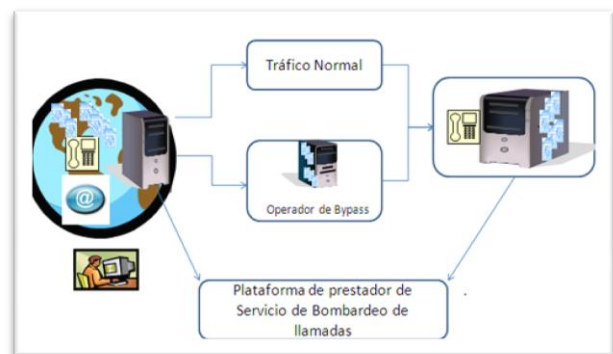 Tráfico Normal
@
Operador de Bypass
Plataforma de prestador de
Servicio de Bombardeo de
llamadas